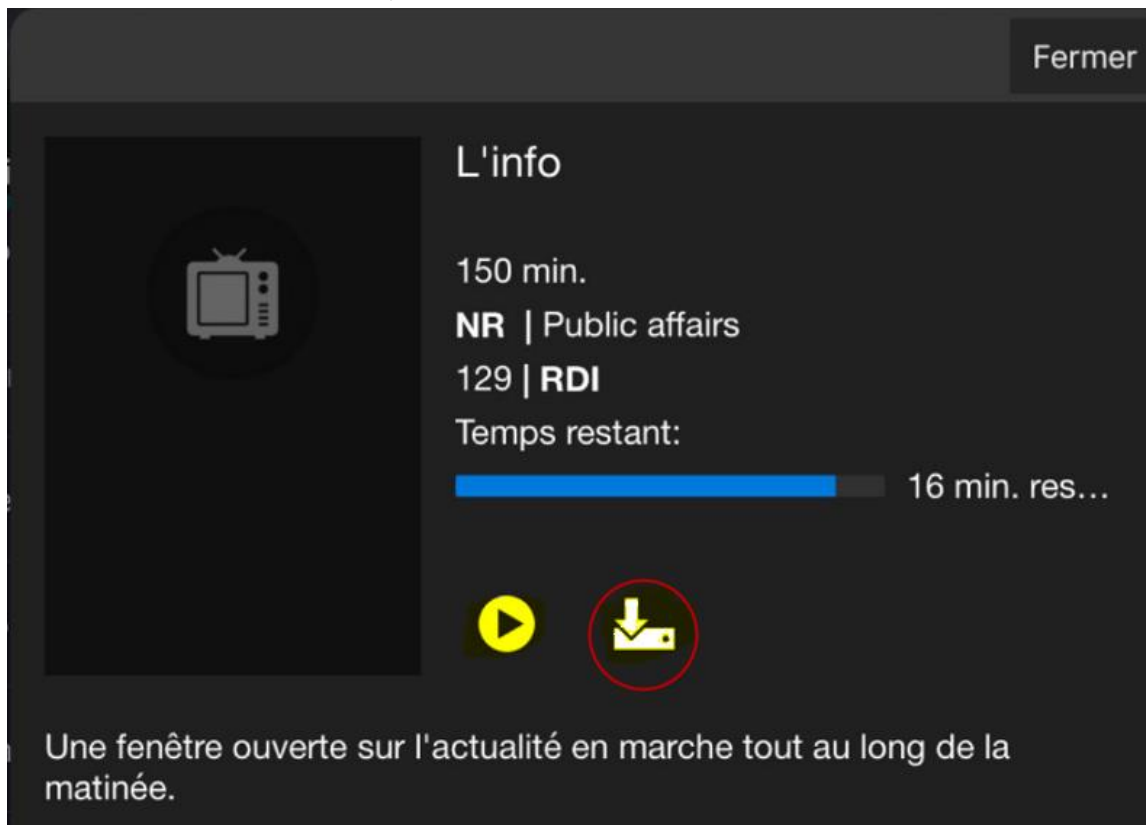 Fermer
L'info
150 min.
NR | Public affairs
129 | RDI
Temps restant:
16 min. res...
Une fenêtre ouverte sur l'actualité en marche tout au long de la
matinée.